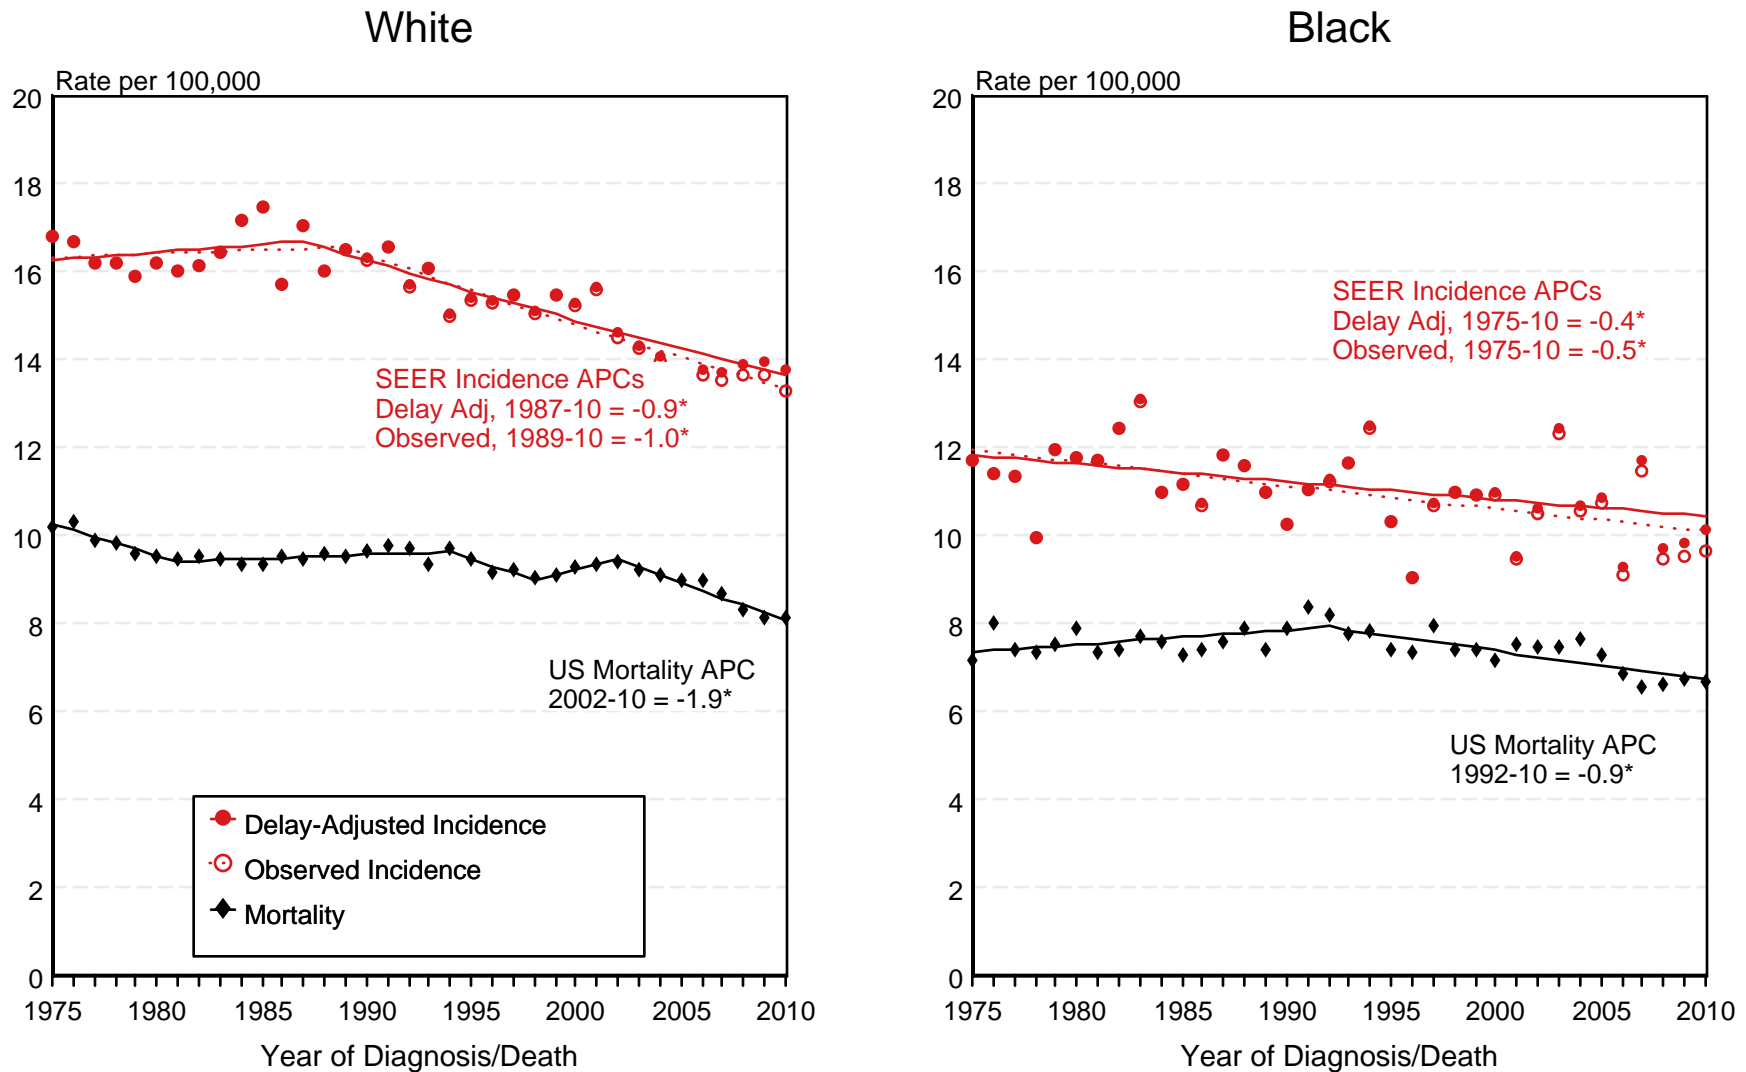 White
Rate per 100,000
20
18
16
14
12
10
8
6
4
2
0
SEER Incidence APCs
Delay Adj, 1987-10 = -0.9*
Observed, 1989-10 = -1.0*
US Mortality APC
2002-10 = -1.9*
Delay-Adjusted Incidence
Observed Incidence
Mortality
1975 1980 1985 1990 1995 2000 2005 2010
Year of Diagnosis/Death
Black
Rate per 100,000
20
18
16
14
12
10
8
6
4
2
0
SEER Incidence APCs
Delay Adj, 1975-10 = -0.4*
Observed, 1975-10 = -0.5*
US Mortality APC
1992-10 = -0.9*
1975 1980 1985 1990 1995 2000 2005 2010
Year of Diagnosis/Death